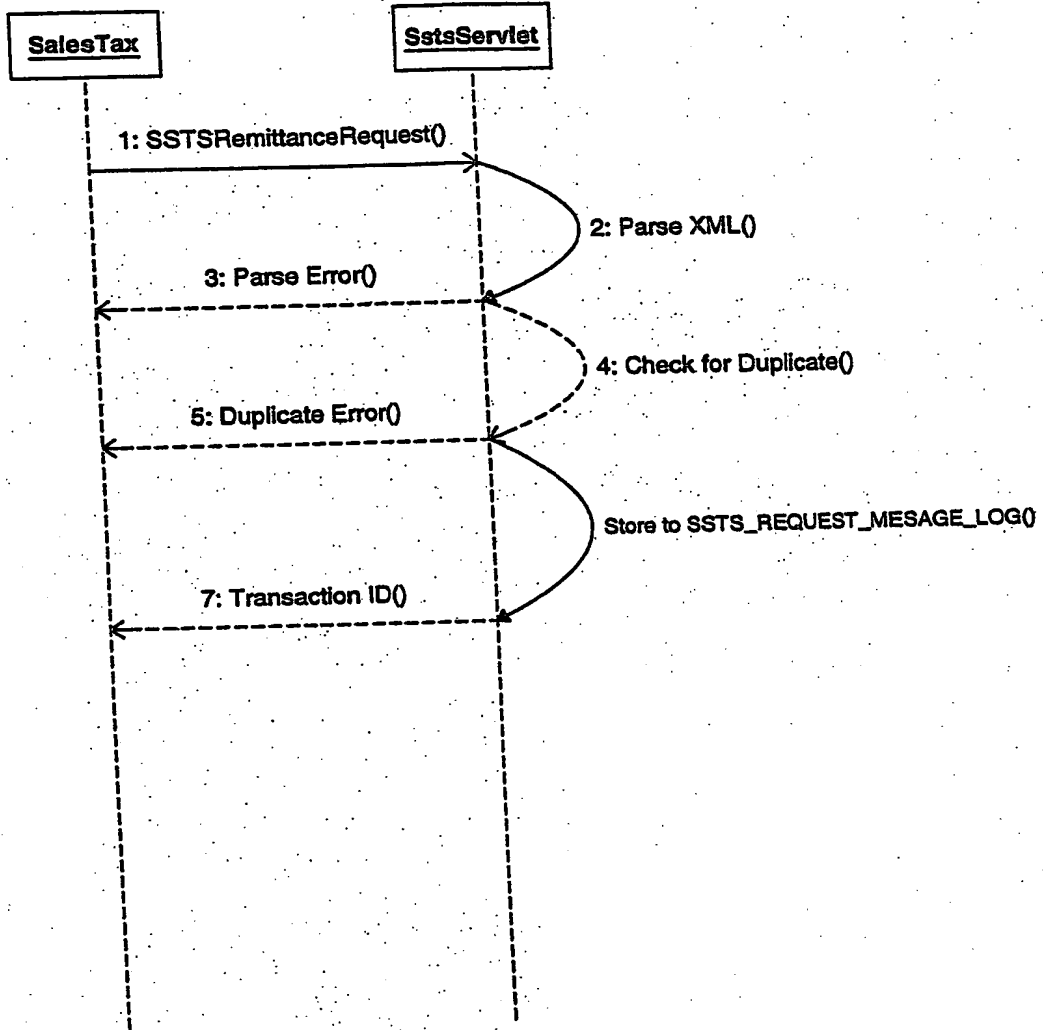 SalesTax
SstsServlet
1: SSTSRemittanceRequest()
2: Parse XML()
3: Parse Error()
4: Check for Duplicate()
5: Duplicate Error()
Store to SSTS_REQUEST_MESAGE_LOG()
7: Transaction ID()